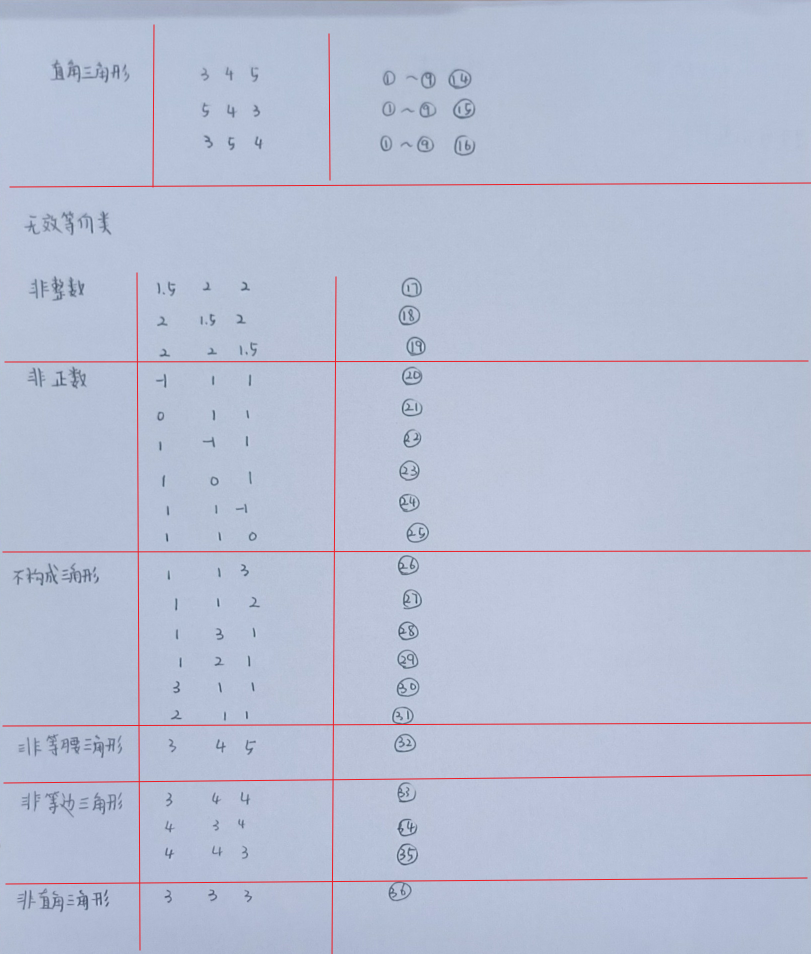 直角三角形 3 4 5 ①~⑨ ⑭
5 4 3 ①~⑨ ⑮
3 5 4 ①~⑨ ⑯
无效等价类
非整数 1.5 2 2 ⑰
2 1.5 2 ⑱
2 2 1.5 ⑲
非正数 -1 1 1 ⑳
0 1 1 ㉑
1 -1 1 ㉒
1 0 1 ㉓
1 1 -1 ㉔
1 1 0 ㉕
不构成三角形 1 1 3 ㉖
1 1 2 ㉗
1 3 1 ㉘
1 2 1 ㉙
3 1 1 ㉚
2 1 1 ㉛
非等腰三角形 3 4 5 ㉜
非等边三角形 3 4 4 ㉝
4 3 4 ㉞
4 4 3 ㉟
非直角三角形 3 3 3 ㊱